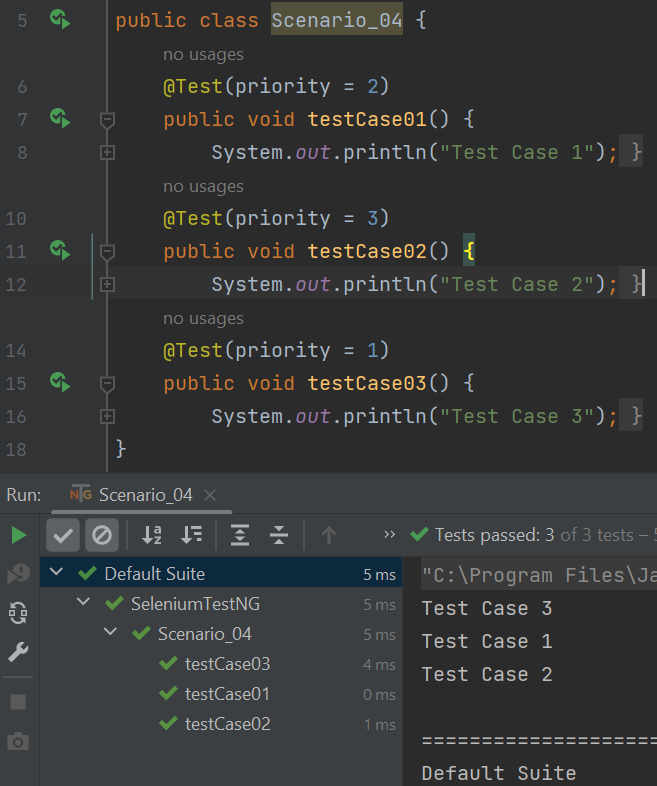 5 public class Scenario_04 {
no usages
6 @Test(priority = 2)
7 public void testCase01() {
8 System.out.println("Test Case 1"); }
no usages
10 @Test(priority = 3)
11 public void testCase02() {
12 System.out.println("Test Case 2"); }
no usages
14 @Test(priority = 1)
15 public void testCase03() {
16 System.out.println("Test Case 3"); }
18 }
Run: NTG Scenario_04 ×
» Tests passed: 3 of 3 tests – 5
Default Suite 5 ms
SeleniumTestNG 5 ms
Scenario_04 5 ms
testCase03 4 ms
testCase01 0 ms
testCase02 1 ms
"C:\Program Files\Ja
Test Case 3
Test Case 1
Test Case 2
====================
Default Suite